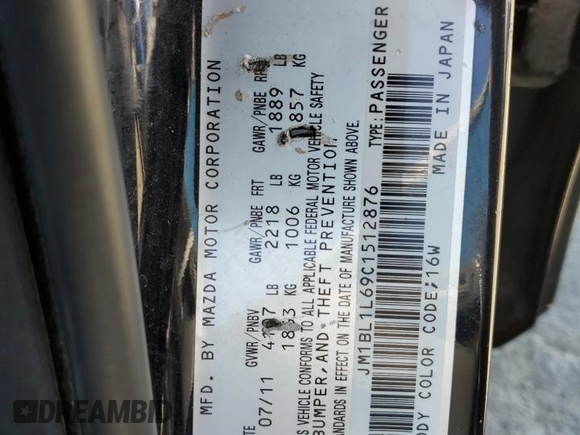 MFD. BY MAZDA MOTOR CORPORATION
GVWR/PNBV GAWR/PNBE FRT GAWR/PNBE RR
07/11 LB 2218 LB 1889 LB
KG 1006 KG 857 KG
VEHICLE CONFORMS TO ALL APPLICABLE FEDERAL MOTOR VEHICLE SAFETY
BUMPER, AND THEFT PREVENTION
IN EFFECT ON THE DATE OF MANUFACTURE SHOWN ABOVE.
JM1BL1L69C1512876 TYPE: PASSENGER
COLOR CODE: 16W MADE IN JAPAN
DREAMBID